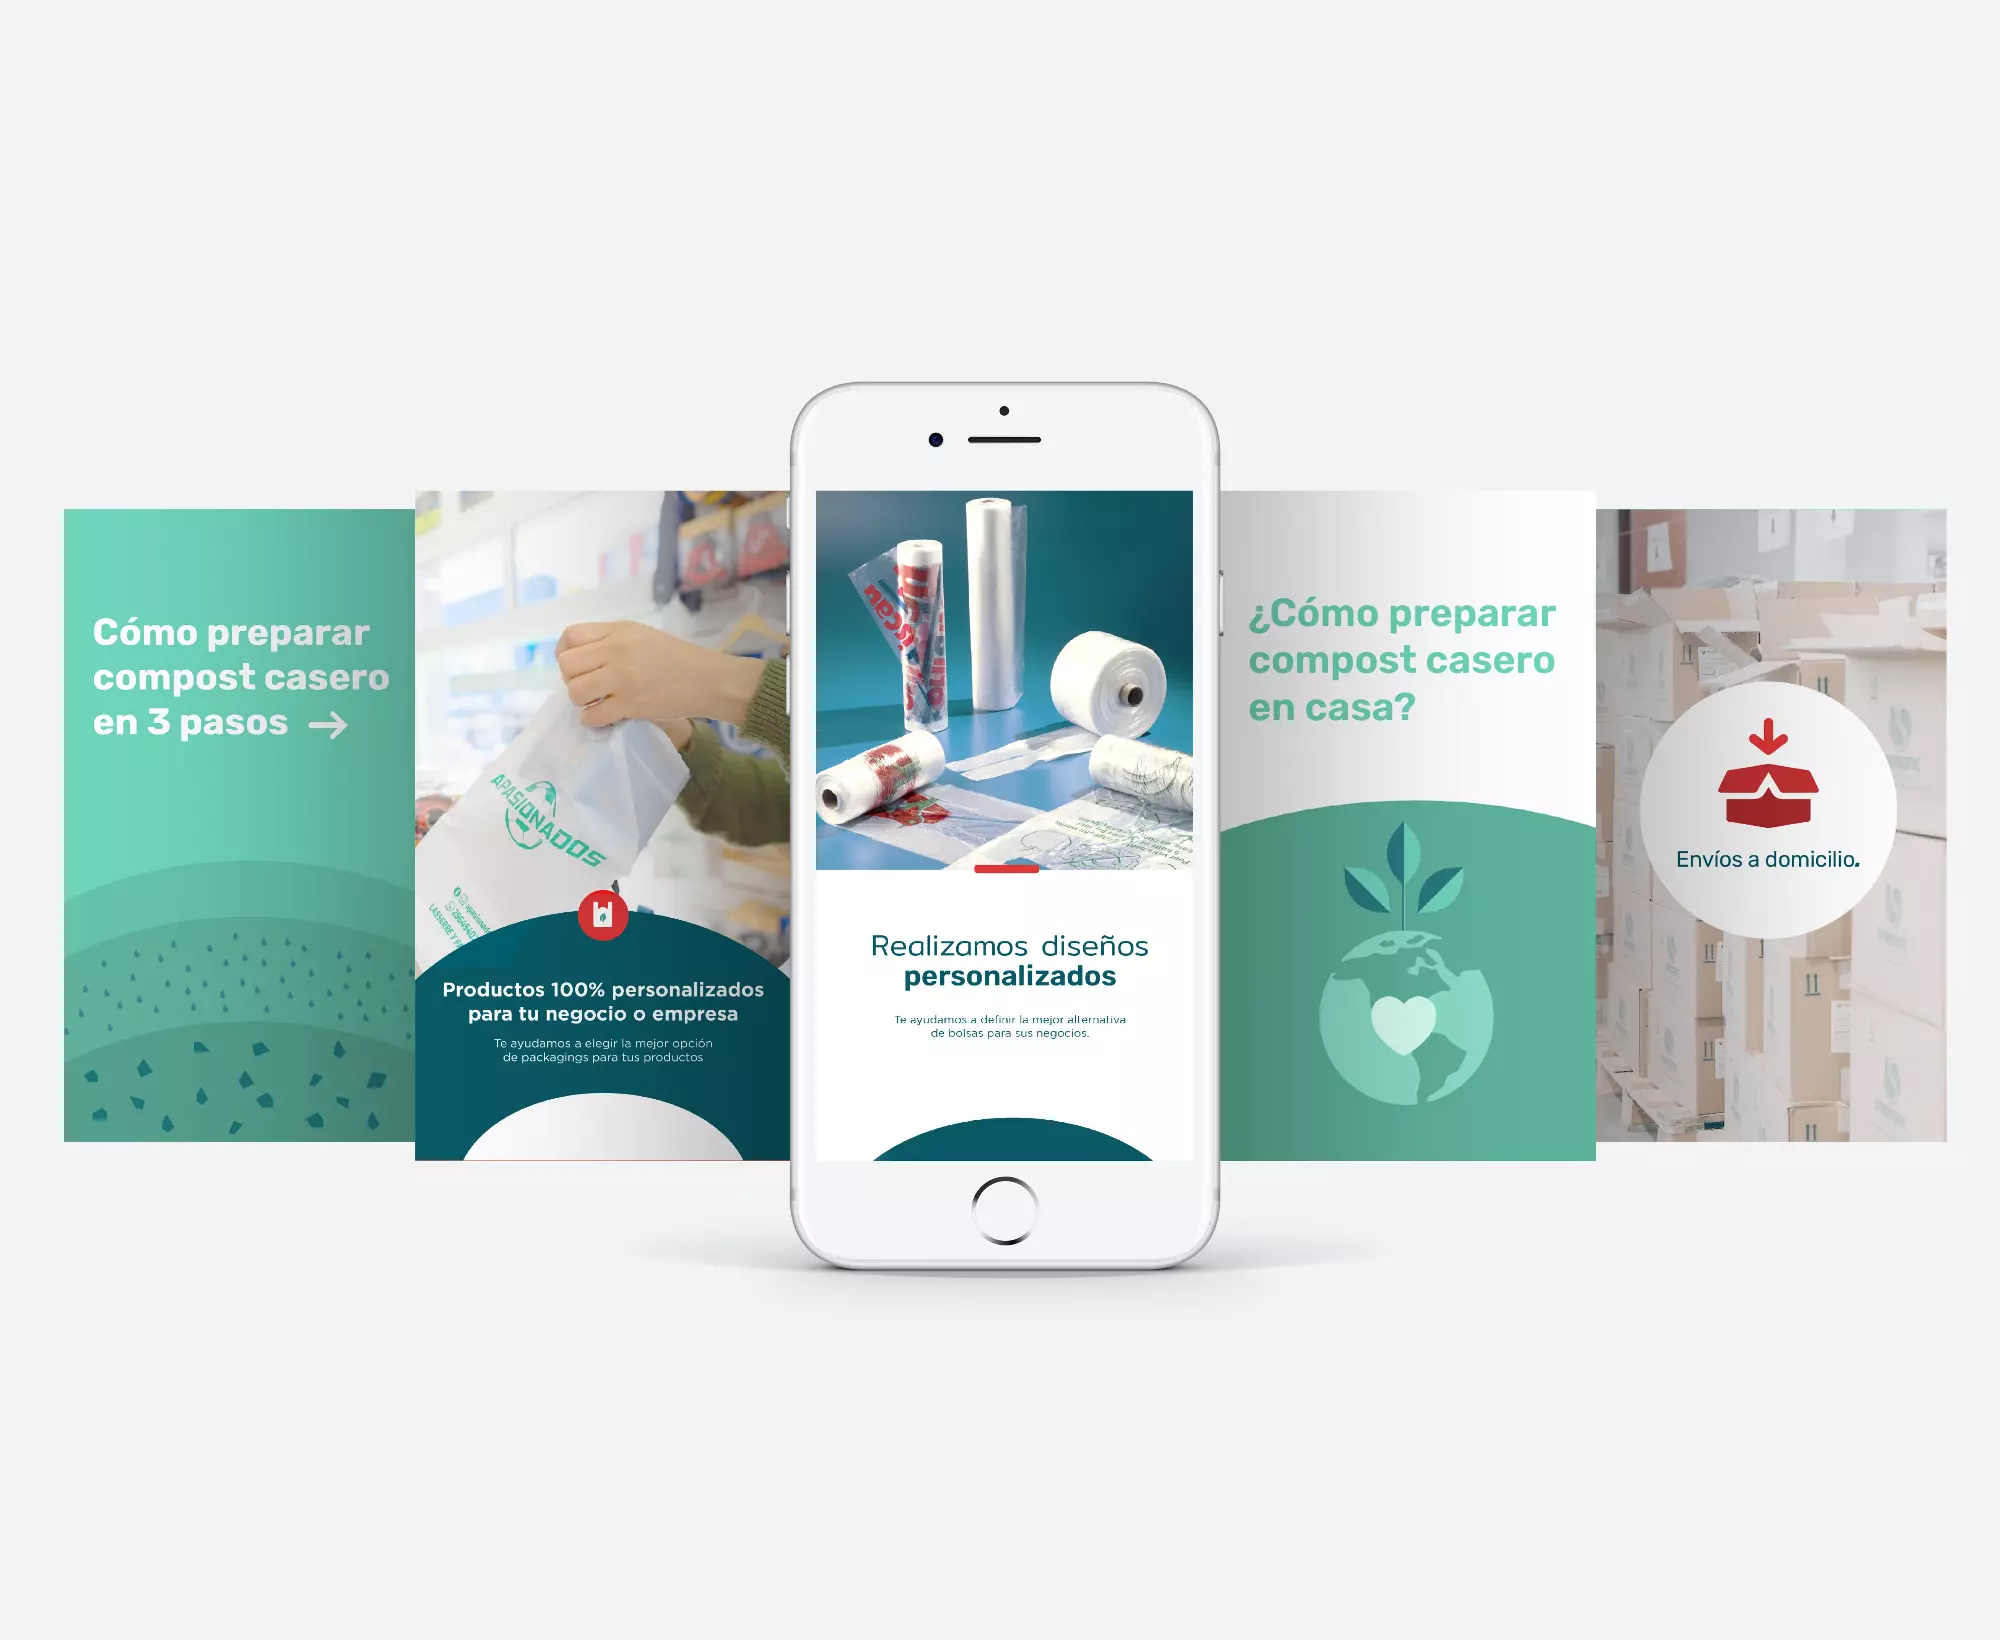 Cómo preparar
compost casero
en 3 pasos
APASIONADOS
Productos 100% personalizados
para tu negocio o empresa
Te ayudamos a elegir la mejor opción
de packagings para tus productos
Realizamos diseños
personalizados
Te ayudamos a definir la mejor alternativa
de bolsas para sus negocios.
¿Cómo preparar
compost casero
en casa?
Envíos a domicilio.